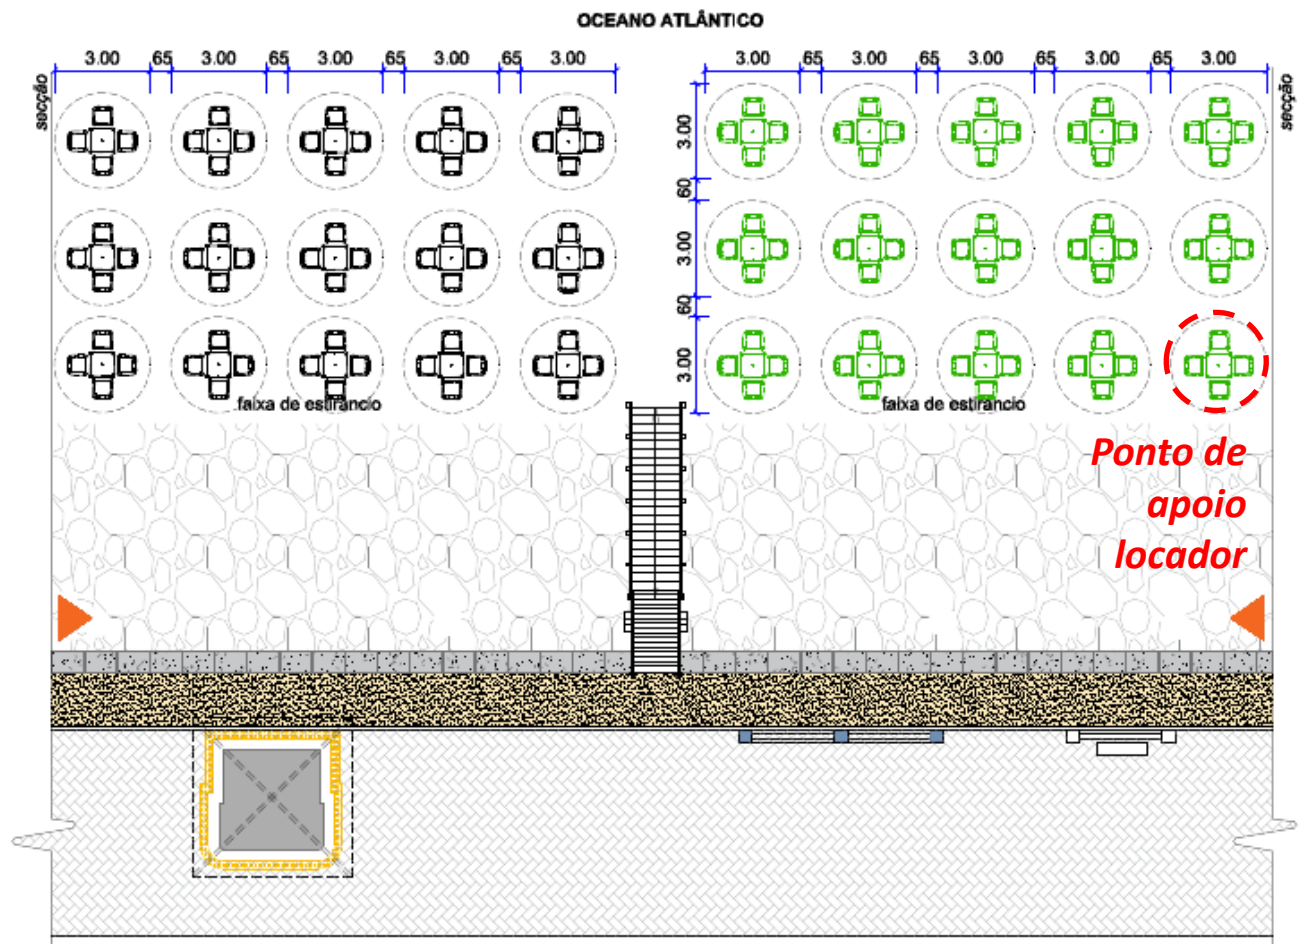 OCEANO ATLÂNTICO
3.00 65 3.00 65 3.00 65 3.00 65 3.00
3.00 65 3.00 65 3.00 65 3.00 65 3.00
secção
secção
3.00
60
3.00
60
3.00
faixa de estirâncio
faixa de estirâncio
Ponto de
apoio
locador